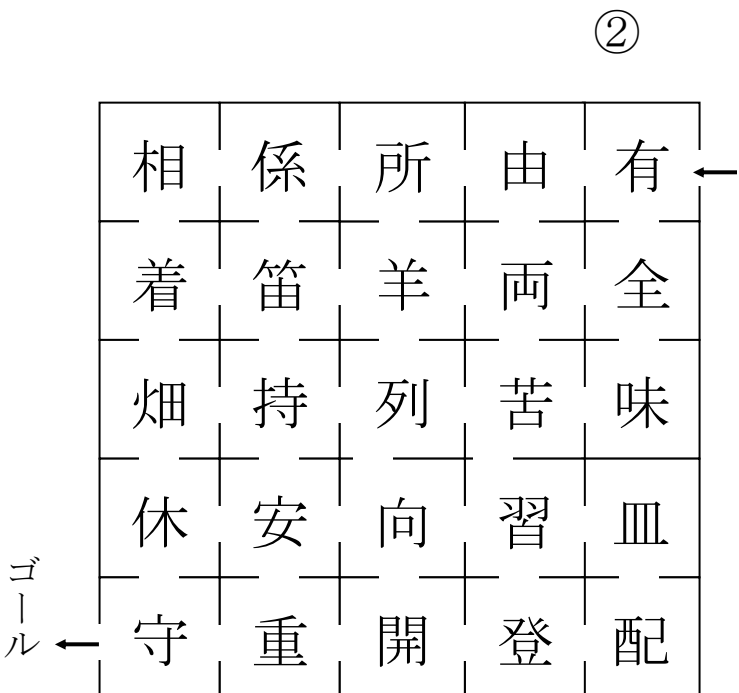 ②
相 係 所 由 有
着 笛 羊 両 全
畑 持 列 苦 味
休 安 向 習 皿
守 重 開 登 配
ゴール